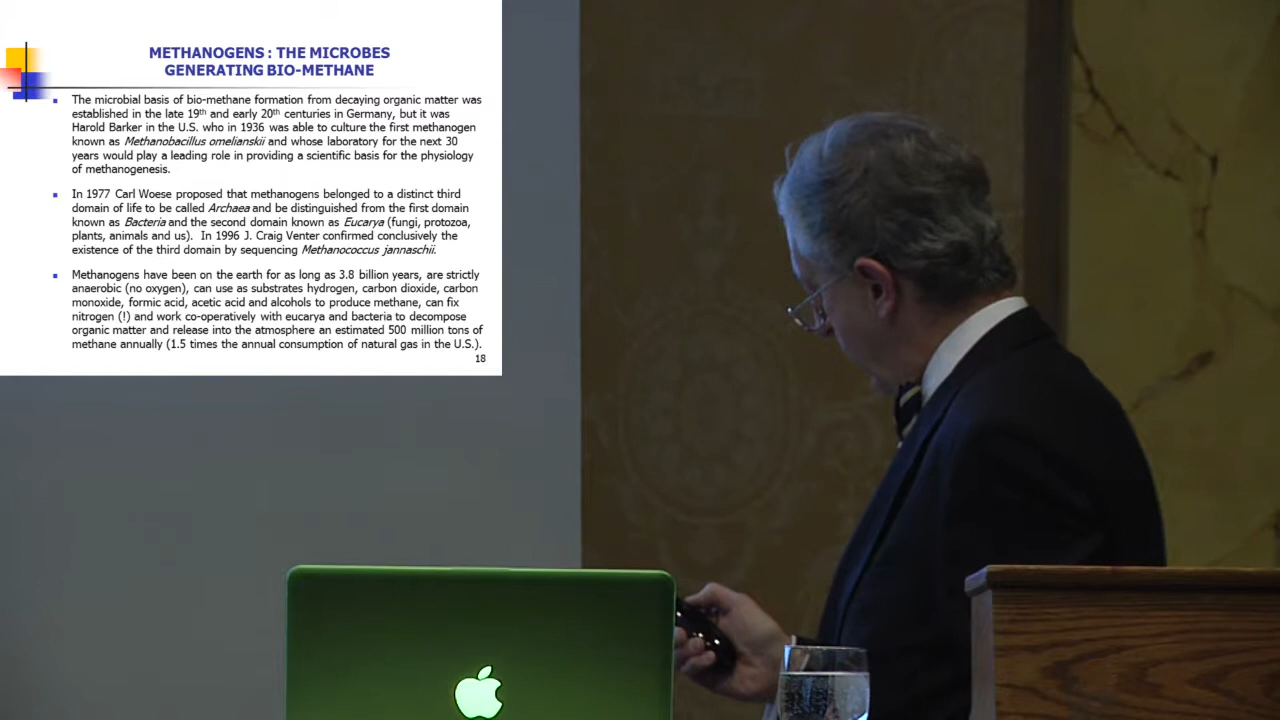 METHANOGENS : THE MICROBES
GENERATING BIO-METHANE
The microbial basis of bio-methane formation from decaying organic matter was
established in the late 19th and early 20th centuries in Germany, but it was
Harold Barker in the U.S. who in 1936 was able to culture the first methanogen
known as Methanobacillus omelianskii and whose laboratory for the next 30
years would play a leading role in providing a scientific basis for the physiology
of methanogenesis.
In 1977 Carl Woese proposed that methanogens belonged to a distinct third
domain of life to be called Archaea and be distinguished from the first domain
known as Bacteria and the second domain known as Eucarya (fungi, protozoa,
plants, animals and us). In 1996 J. Craig Venter confirmed conclusively the
existence of the third domain by sequencing Methanococcus jannaschii.
Methanogens have been on the earth for as long as 3.8 billion years, are strictly
anaerobic (no oxygen), can use as substrates hydrogen, carbon dioxide, carbon
monoxide, formic acid, acetic acid and alcohols to produce methane, can fix
nitrogen (!) and work co-operatively with eucarya and bacteria to decompose
organic matter and release into the atmosphere an estimated 500 million tons of
methane annually (1.5 times the annual consumption of natural gas in the U.S.).
18